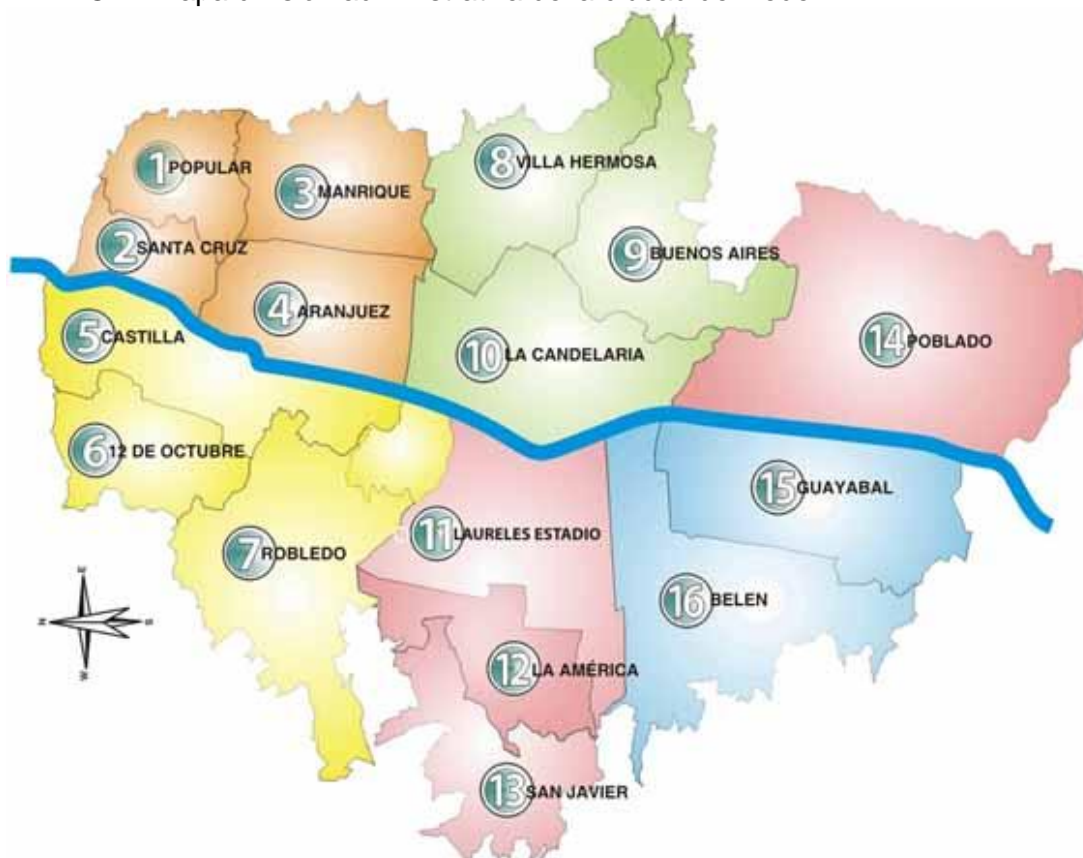 1 POPULAR
3 MANRIQUE
8 VILLA HERMOSA
2 SANTA CRUZ
9 BUENOS AIRES
4 ARANJUEZ
5 CASTILLA
10 LA CANDELARIA
14 POBLADO
6 12 DE OCTUBRE
15 GUAYABAL
11 LAURELES ESTADIO
7 ROBLEDO
E
N
S
W
16 BELEN
12 LA AMÉRICA
13 SAN JAVIER